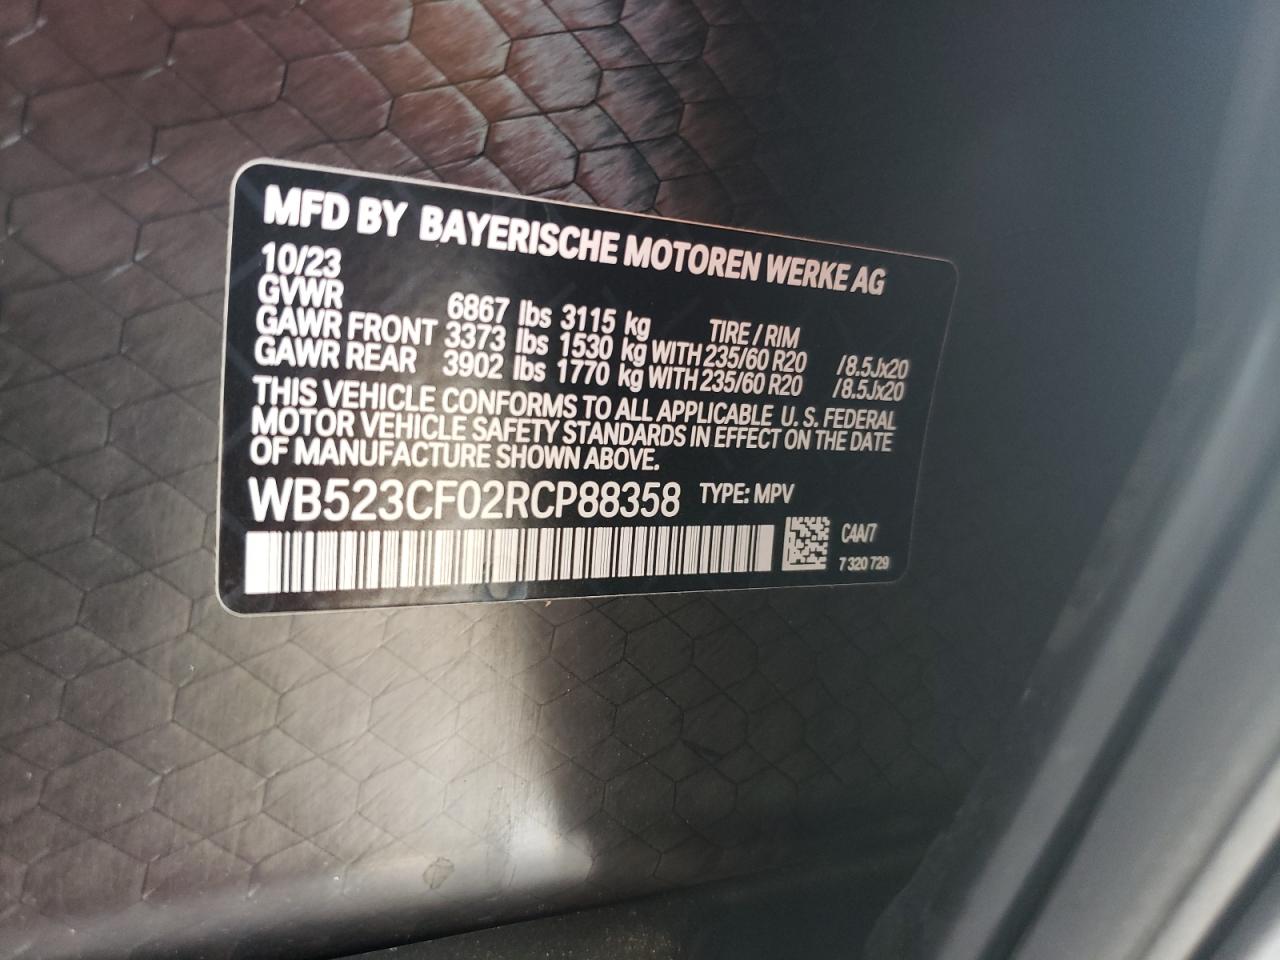 MFD BY BAYERISCHE MOTOREN WERKE AG
10/23
GVWR 6867 lbs 3115 kg TIRE / RIM
GAWR FRONT 3373 lbs 1530 kg WITH 235/60 R20 /8.5Jx20
GAWR REAR 3902 lbs 1770 kg WITH 235/60 R20 /8.5Jx20
THIS VEHICLE CONFORMS TO ALL APPLICABLE U. S. FEDERAL
MOTOR VEHICLE SAFETY STANDARDS IN EFFECT ON THE DATE
OF MANUFACTURE SHOWN ABOVE.
WB523CF02RCP88358 TYPE: MPV
C4A/7
7 320 729